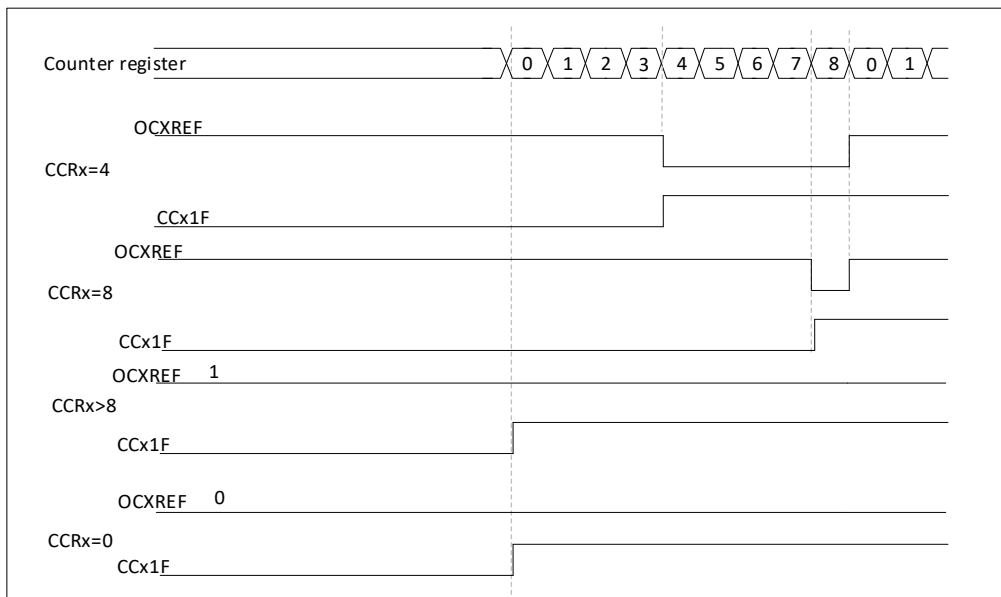 Counter register 0 1 2 3 4 5 6 7 8 0 1
OCXREF
CCRx=4
CCx1F
OCXREF
CCRx=8
CCx1F
OCXREF 1
CCRx>8
CCx1F
OCXREF 0
CCRx=0
CCx1F